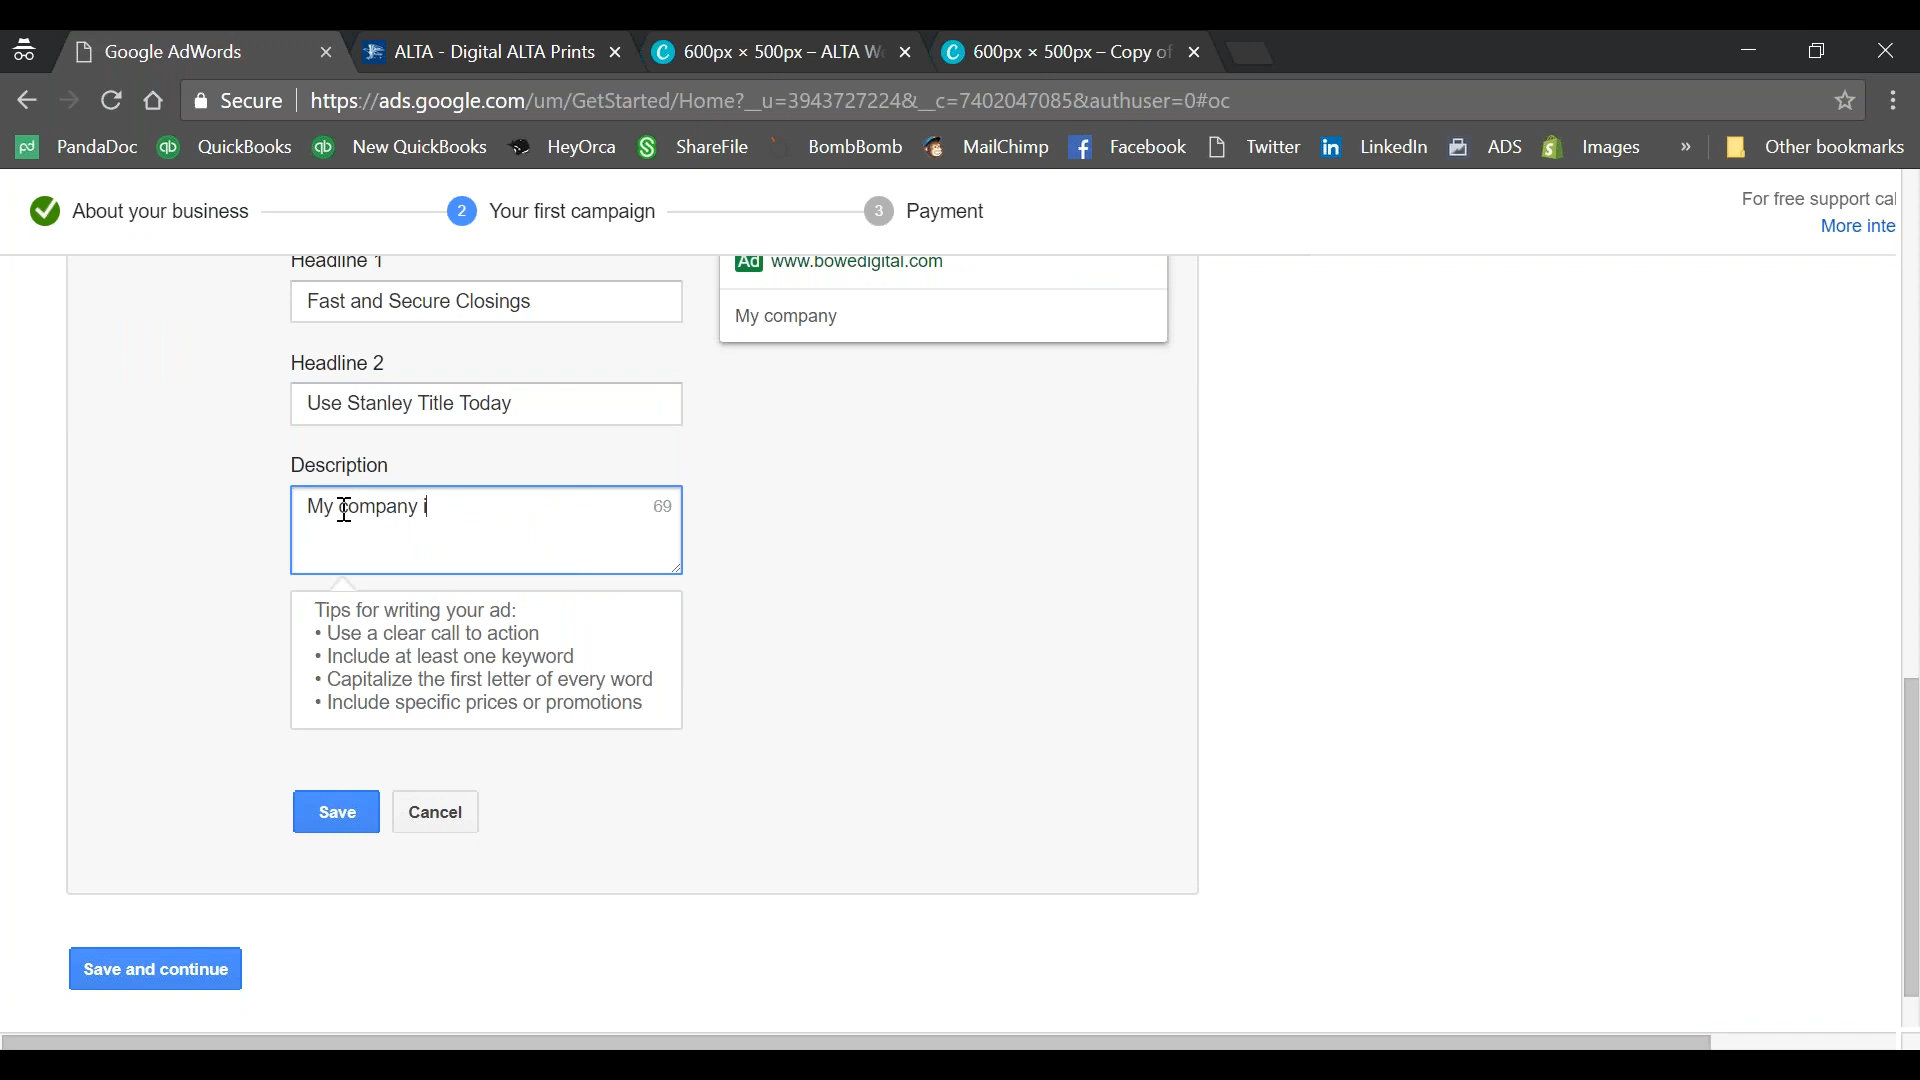 Google AdWords
ALTA - Digital ALTA Prints
600px × 500px – ALTA We
600px × 500px – Copy of
Secure
https://ads.google.com/um/GetStarted/Home?__u=3943727224&__c=7402047085&authuser=0#oc
pd PandaDoc
qb QuickBooks
qb New QuickBooks
HeyOrca
ShareFile
BombBomb
MailChimp
Facebook
Twitter
in LinkedIn
ADS
Images
»
Other bookmarks
About your business
2 Your first campaign
3 Payment
For free support cal
More inte
Headline 1
Ad www.bowedigital.com
Fast and Secure Closings
My company
Headline 2
Use Stanley Title Today
Description
My company i
69
Tips for writing your ad:
• Use a clear call to action
• Include at least one keyword
• Capitalize the first letter of every word
• Include specific prices or promotions
Save
Cancel
Save and continue